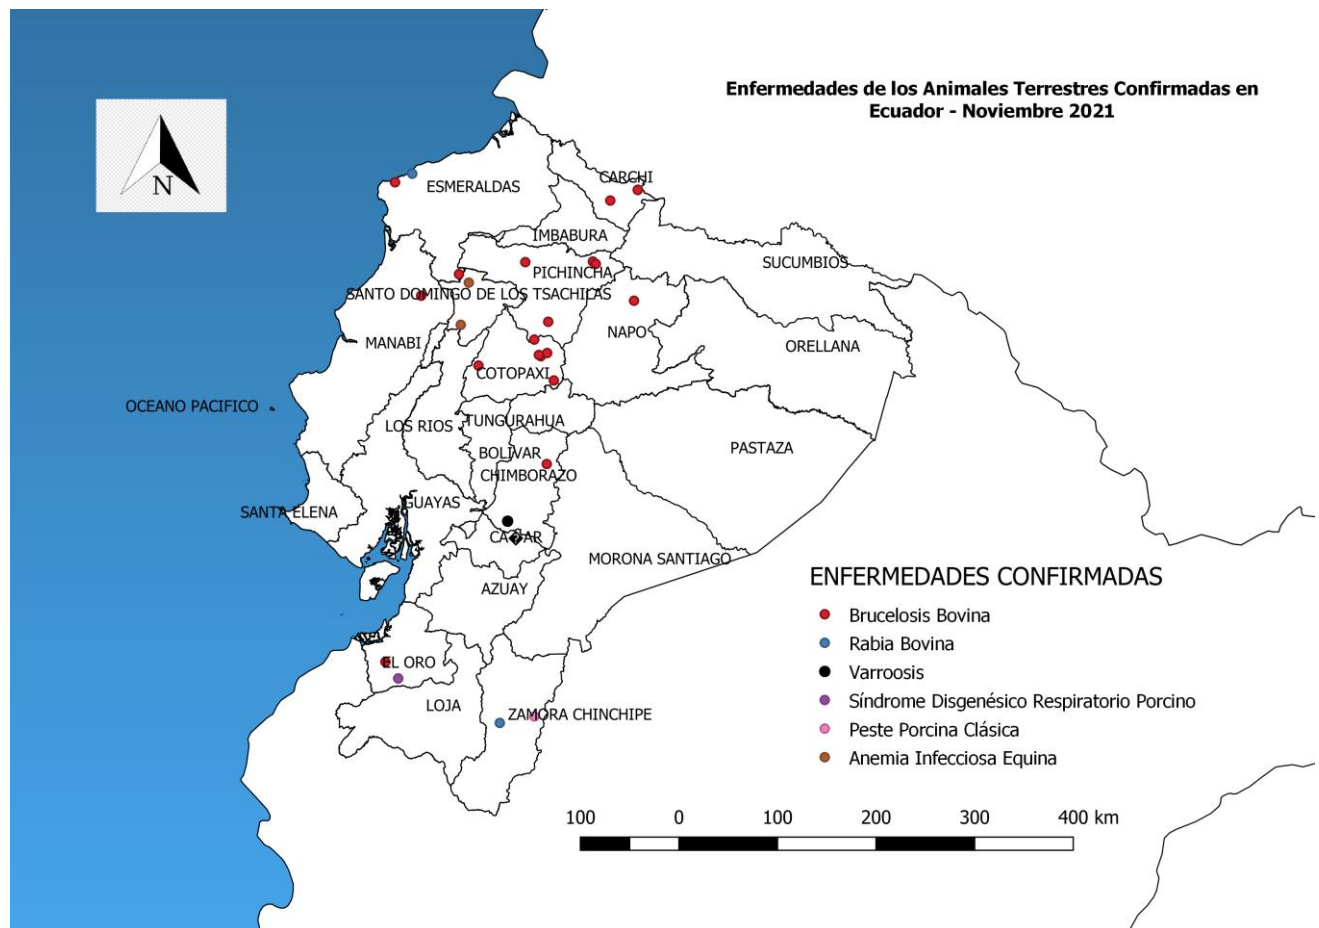 Enfermedades de los Animales Terrestres Confirmadas en
Ecuador - Noviembre 2021
N
CARCHI
ESMERALDAS
IMBABURA
SUCUMBIOS
PICHINCHA
SANTO DOMINGO DE LOS TSACHILAS
NAPO
MANABI
ORELLANA
COTOPAXI
OCEANO PACIFICO
TUNGURAHUA
LOS RIOS
PASTAZA
BOLIVAR
CHIMBORAZO
GUAYAS
SANTA ELENA
CA�AR
MORONA SANTIAGO
AZUAY
EL ORO
LOJA
ZAMORA CHINCHIPE
ENFERMEDADES CONFIRMADAS
Brucelosis Bovina
Rabia Bovina
Varroosis
Síndrome Disgenésico Respiratorio Porcino
Peste Porcina Clásica
Anemia Infecciosa Equina
100 0 100 200 300 400 km